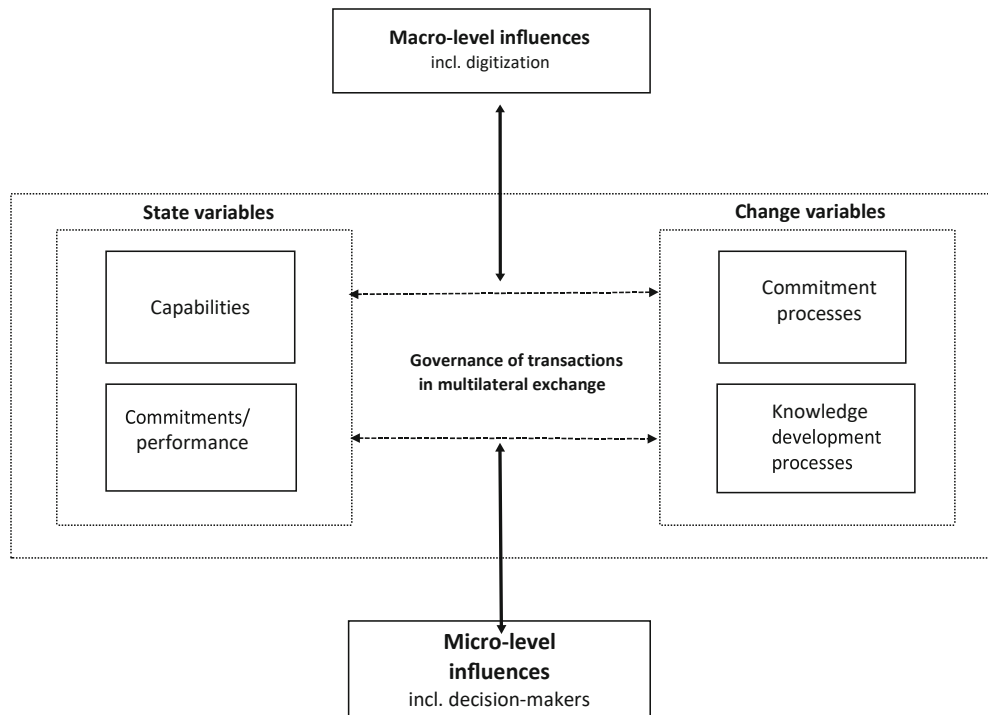 Macro-level influences
incl. digitization
State variables
Change variables
Capabilities
Commitment
processes
Governance of transactions
in multilateral exchange
Commitments/
performance
Knowledge
development
processes
Micro-level
influences
incl. decision-makers